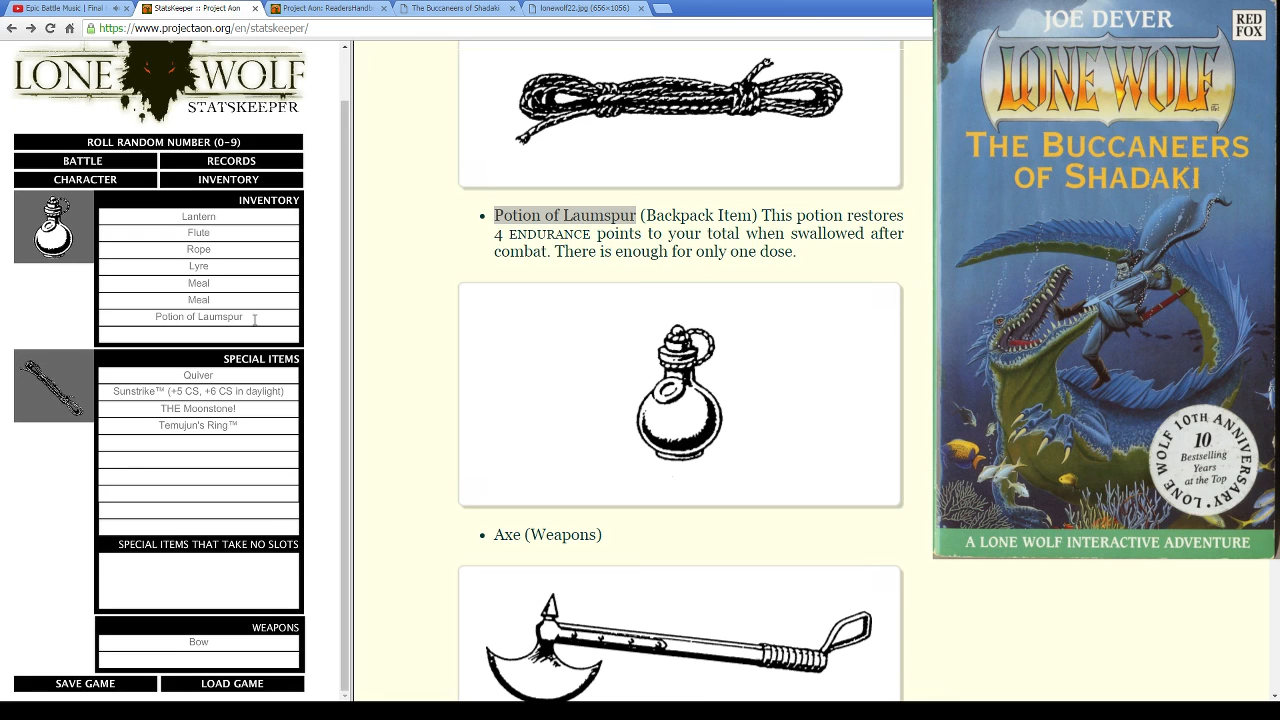 Epic Battle Music | Final
StatsKeeper :: Project Aon
Project Aon: ReadersHandb
The Buccaneers of Shadaki
lonewolf22.jpg (656×1056)
https://www.projectaon.org/en/statskeeper/
LONE WOLF
STATSKEEPER
ROLL RANDOM NUMBER (0-9)
BATTLE
RECORDS
CHARACTER
INVENTORY
INVENTORY
Lantern
Flute
Rope
Lyre
Meal
Meal
Potion of Laumspur
SPECIAL ITEMS
Quiver
Sunstrike™ (+5 CS, +6 CS in daylight)
THE Moonstone!
Temujun's Ring™
SPECIAL ITEMS THAT TAKE NO SLOTS
WEAPONS
Bow
SAVE GAME
LOAD GAME
• Potion of Laumspur (Backpack Item) This potion restores
4 ENDURANCE points to your total when swallowed after
combat. There is enough for only one dose.
• Axe (Weapons)
JOE DEVER
RED
FOX
LONE WOLF
THE BUCCANEERS
OF SHADAKI
LONE WOLF 10TH ANNIVERSARY
10
Bestselling
Years
at the Top
A LONE WOLF INTERACTIVE ADVENTURE